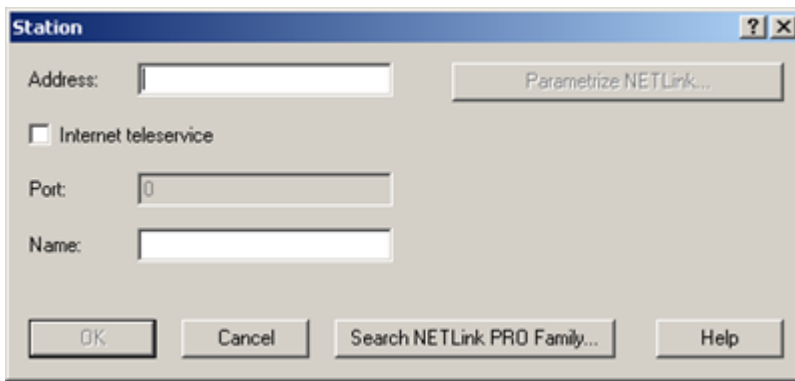 Station
Address:
Parametrize NETLink...
Internet teleservice
Port:
0
Name:
OK
Cancel
Search NETLink PRO Family...
Help